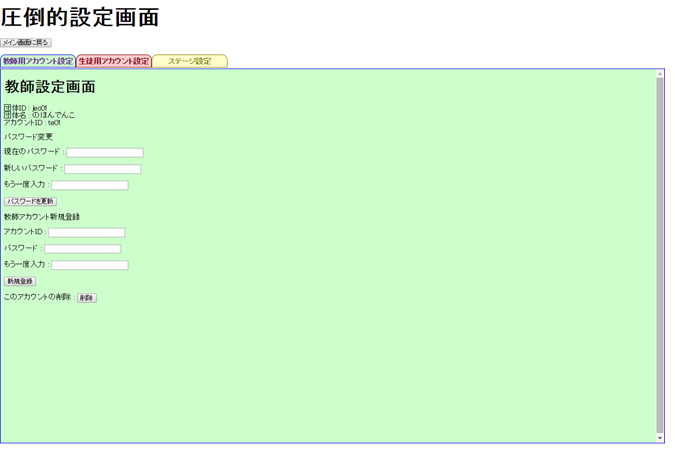 圧倒的設定画面
メイン画面に戻る
教師用アカウント設定 生徒用アカウント設定 ステージ設定
教師設定画面
団体ID : jec01
団体名 : のほんでんこ
アカウントID : te01
パスワード変更
現在のパスワード :
新しいパスワード :
もう一度入力 :
パスワードを更新
教師アカウント新規登録
アカウントID :
パスワード :
もう一度入力 :
新規登録
このアカウントの削除 : 削除